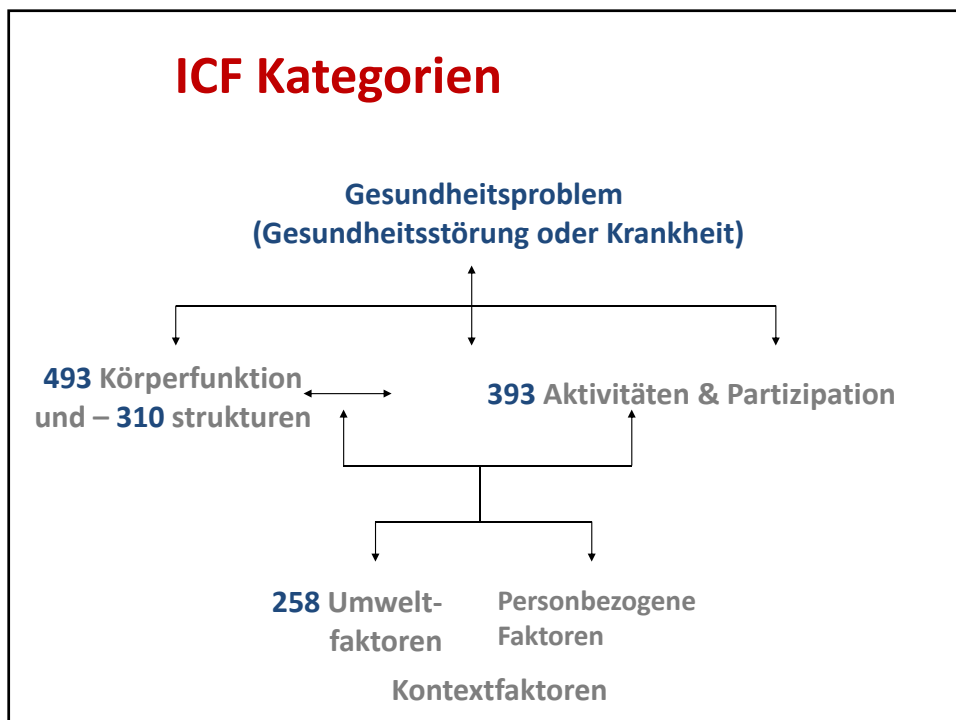 ICF Kategorien
Gesundheitsproblem
(Gesundheitsstörung oder Krankheit)
493 Körperfunktion
und – 310 strukturen
393 Aktivitäten & Partizipation
258 Umwelt-
faktoren
Personbezogene
Faktoren
Kontextfaktoren